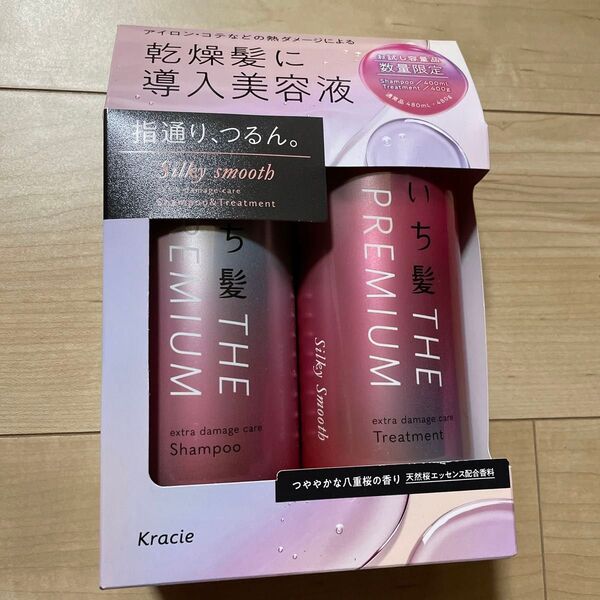 アイロン・コテなどの熱ダメージによる
乾燥髪に
導入美容液
お試し容量品
数量限定
Shampoo／400mL
Treatment／400g
通常品 480mL・480g
指通り、つるん。
Silky smooth
damage care
Shampoo&Treatment
いち髪 THE
PREMIUM
extra damage care
Shampoo
いち髪 THE
PREMIUM
Silky Smooth
extra damage care
Treatment
つややかな八重桜の香り 天然桜エッセンス配合香料
Kracie